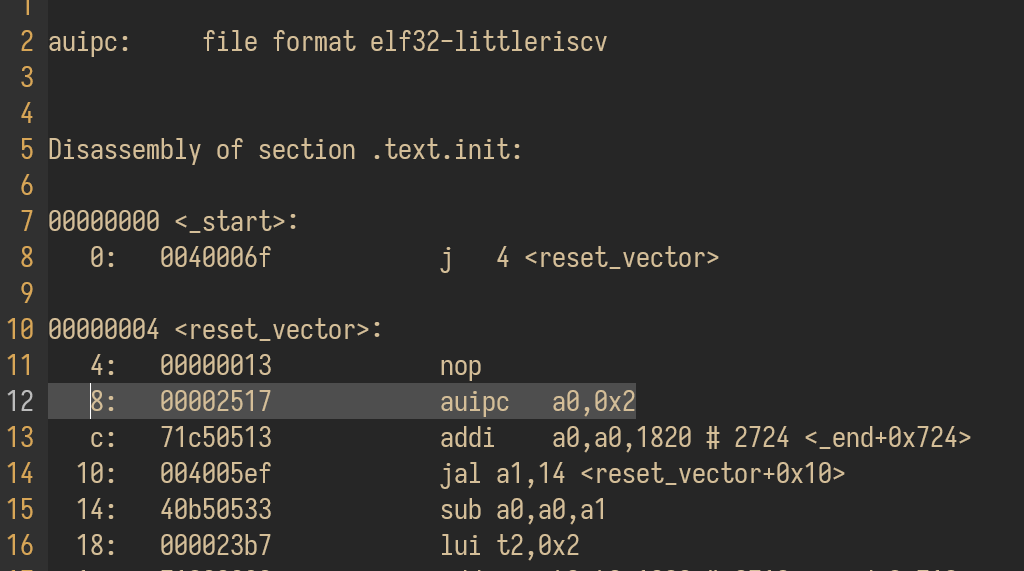 1
2 auipc:     file format elf32-littleriscv
3
4
5 Disassembly of section .text.init:
6
7 00000000 <_start>:
8    0:   0040006f            j   4 <reset_vector>
9
10 00000004 <reset_vector>:
11    4:   00000013            nop
12    8:   00002517            auipc   a0,0x2
13    c:   71c50513            addi    a0,a0,1820 # 2724 <_end+0x724>
14   10:   004005ef            jal a1,14 <reset_vector+0x10>
15   14:   40b50533            sub a0,a0,a1
16   18:   000023b7            lui t2,0x2